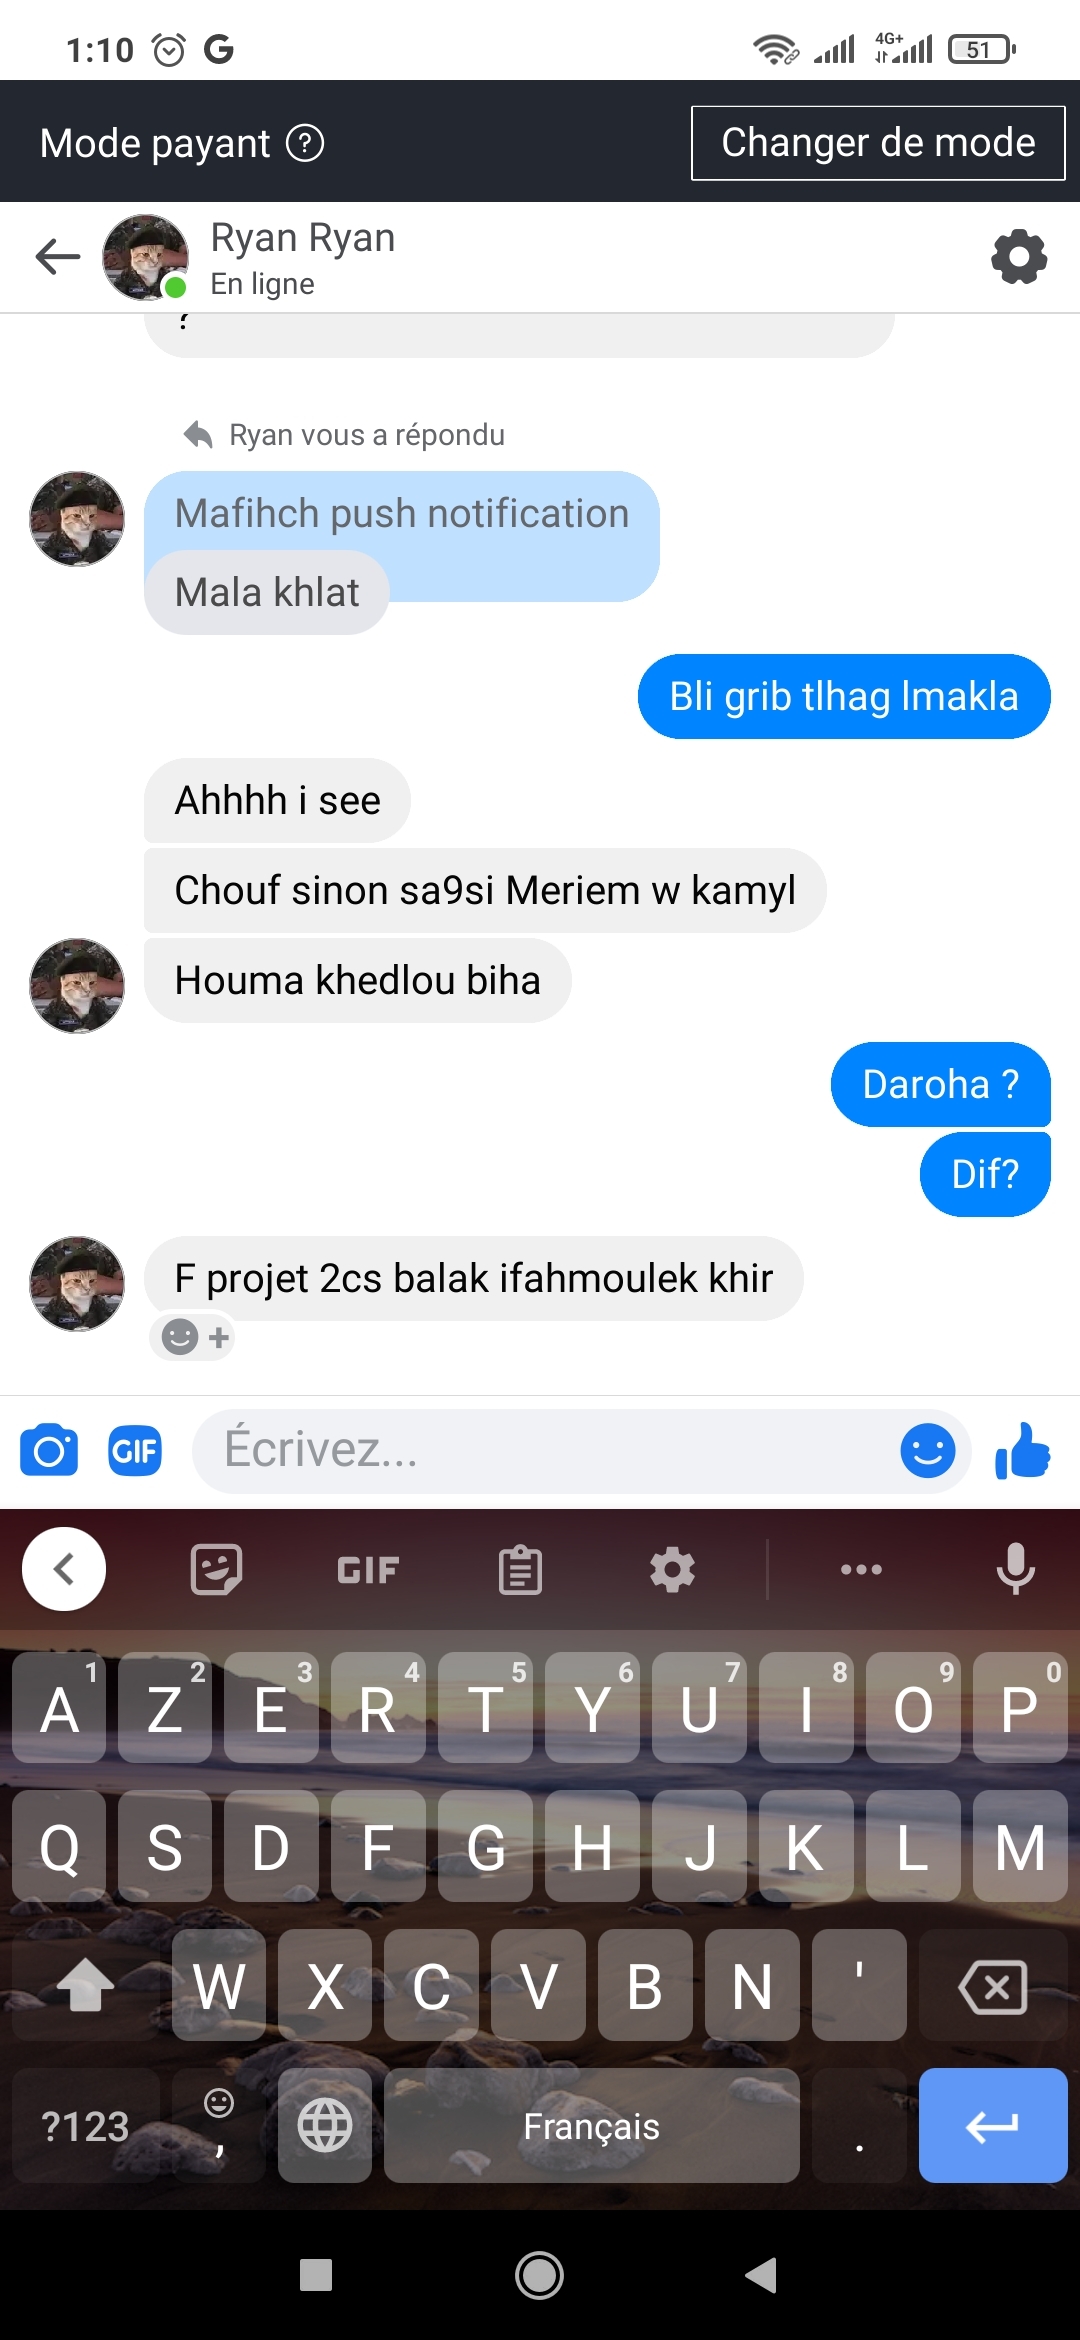 1:10 G 4G+ 51
Mode payant ? Changer de mode
Ryan Ryan
En ligne
?
Ryan vous a répondu
Mafihch push notification
Mala khlat
Bli grib tlhag lmakla
Ahhhh i see
Chouf sinon sa9si Meriem w kamyl
Houma khedlou biha
Daroha ?
Dif?
F projet 2cs balak ifahmoulek khir
+
GIF Écrivez...
GIF ...
A 1 Z 2 E 3 R 4 T 5 Y 6 U 7 I 8 O 9 P 0
Q S D F G H J K L M
W X C V B N '
?123 , Français .